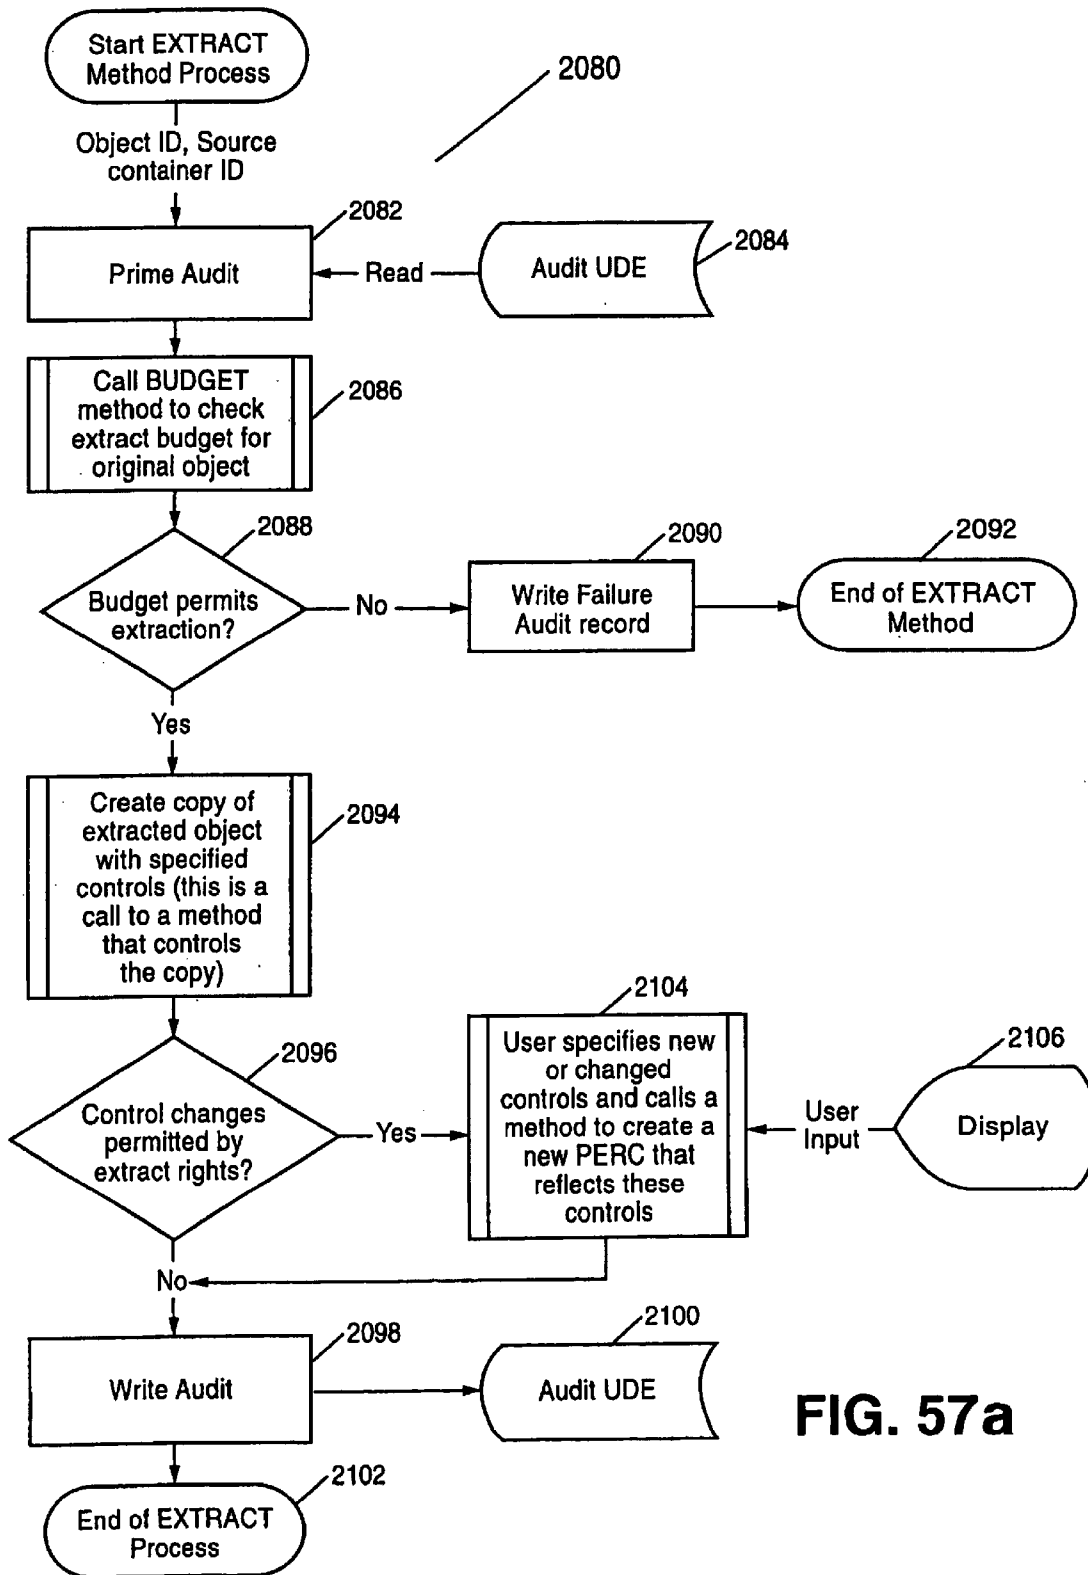 Start EXTRACT
Method Process
2080
Object ID, Source
container ID
2082
Prime Audit
Read
Audit UDE
2084
Call BUDGET
method to check
extract budget for
original object
2086
2088
Budget permits
extraction?
No
2090
Write Failure
Audit record
2092
End of EXTRACT
Method
Yes
Create copy of
extracted object
with specified
controls (this is a
call to a method
that controls
the copy)
2094
2096
Control changes
permitted by
extract rights?
Yes
2104
User specifies new
or changed
controls and calls a
method to create a
new PERC that
reflects these
controls
User
Input
2106
Display
No
2098
Write Audit
2100
Audit UDE
FIG. 57a
2102
End of EXTRACT
Process